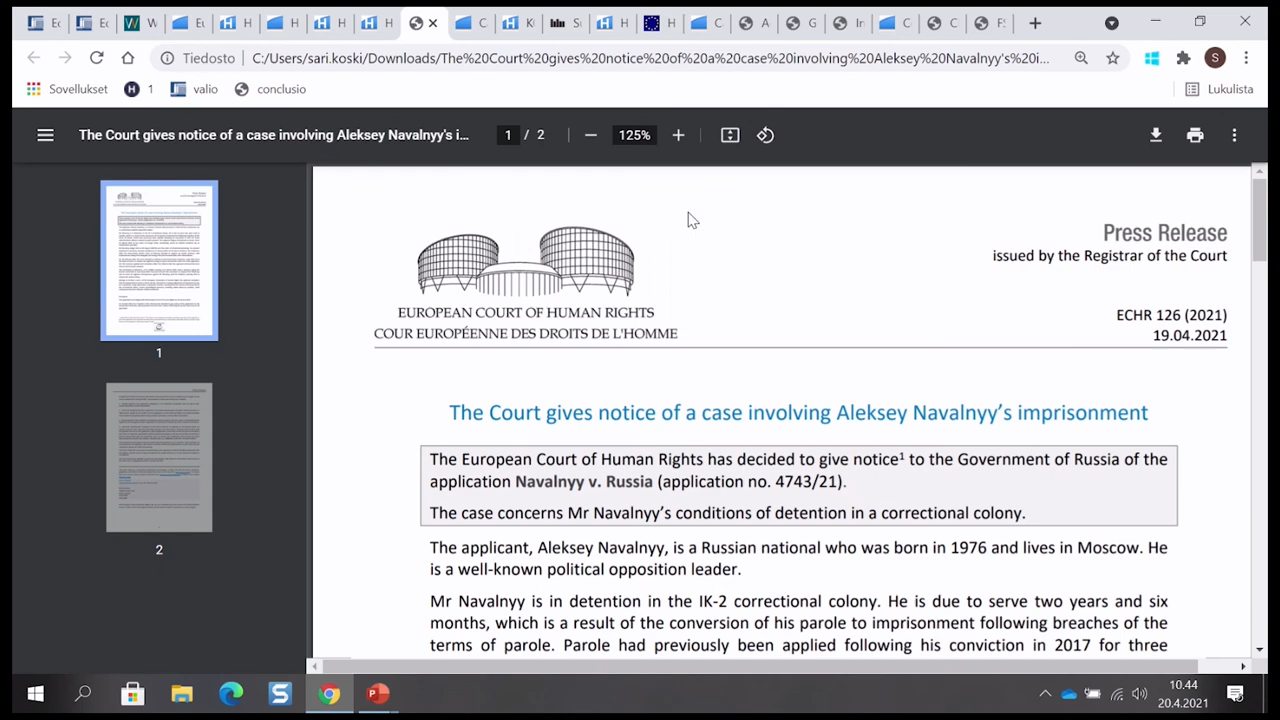 Ec
Ec
W
Eu
H
H
H
H
C
K
Su
H
H
C
A
G
In
C
C
FS
Tiedosto
C:/Users/sari.koski/Downloads/The%20Court%20gives%20notice%20of%20a%20case%20involving%20Aleksey%20Navalnyy's%20i...
S
Sovellukset
H 1
valio
conclusio
Lukulista
The Court gives notice of a case involving Aleksey Navalnyy's i...
1 / 2
125%
1
2
Press Release
issued by the Registrar of the Court
EUROPEAN COURT OF HUMAN RIGHTS
COUR EUROPÉENNE DES DROITS DE L'HOMME
ECHR 126 (2021)
19.04.2021
The Court gives notice of a case involving Aleksey Navalnyy’s imprisonment
The European Court of Human Rights has decided to give notice¹ to the Government of Russia of the
application Navalnyy v. Russia (application no. 4743/21).
The case concerns Mr Navalnyy’s conditions of detention in a correctional colony.
The applicant, Aleksey Navalnyy, is a Russian national who was born in 1976 and lives in Moscow. He
is a well-known political opposition leader.
Mr Navalnyy is in detention in the IK-2 correctional colony. He is due to serve two years and six
months, which is a result of the conversion of his parole to imprisonment following breaches of the
terms of parole. Parole had previously been applied following his conviction in 2017 for three
10.44
20.4.2021